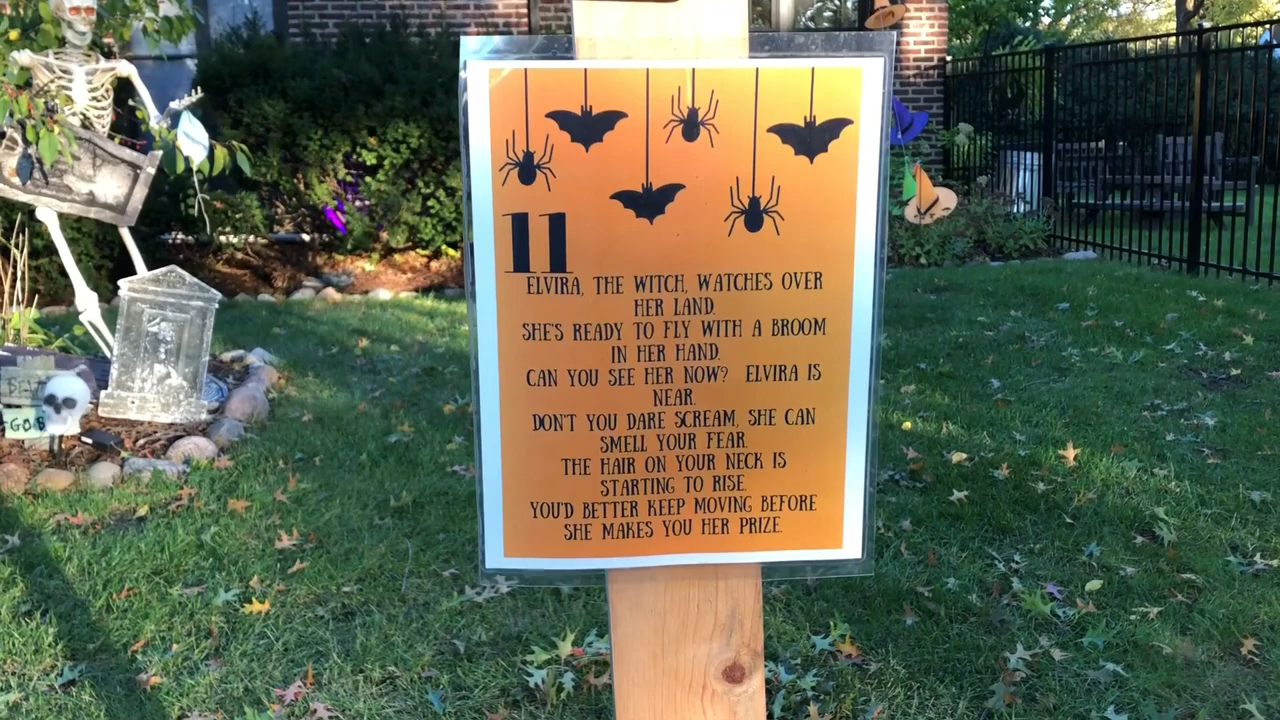 11
ELVIRA, THE WITCH, WATCHES OVER
HER LAND.
SHE'S READY TO FLY WITH A BROOM
IN HER HAND.
CAN YOU SEE HER NOW? ELVIRA IS
NEAR.
DON'T YOU DARE SCREAM, SHE CAN
SMELL YOUR FEAR.
THE HAIR ON YOUR NECK IS
STARTING TO RISE.
YOU'D BETTER KEEP MOVING BEFORE
SHE MAKES YOU HER PRIZE.